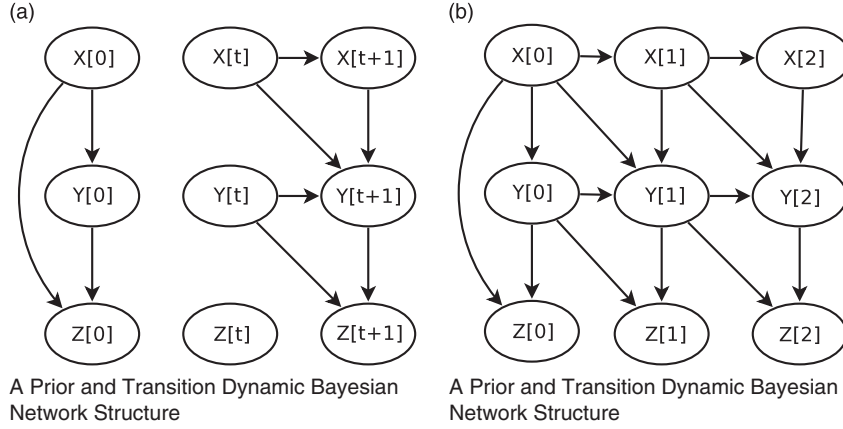 (a)
X[0]
X[t]
X[t+1]
Y[0]
Y[t]
Y[t+1]
Z[0]
Z[t]
Z[t+1]
A Prior and Transition Dynamic Bayesian
Network Structure
(b)
X[0]
X[1]
X[2]
Y[0]
Y[1]
Y[2]
Z[0]
Z[1]
Z[2]
A Prior and Transition Dynamic Bayesian
Network Structure